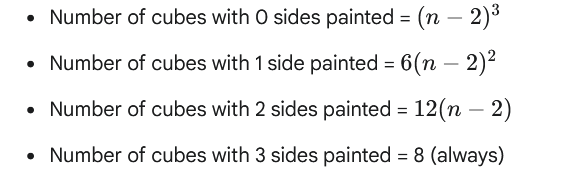 • Number of cubes with 0 sides painted = (n − 2)³
• Number of cubes with 1 side painted = 6(n − 2)²
• Number of cubes with 2 sides painted = 12(n − 2)
• Number of cubes with 3 sides painted = 8 (always)